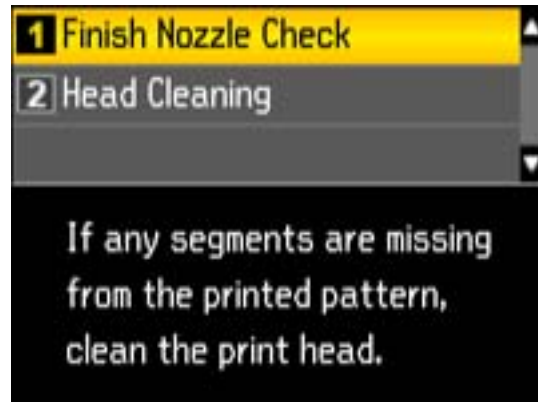 1 Finish Nozzle Check
2 Head Cleaning
If any segments are missing
from the printed pattern,
clean the print head.